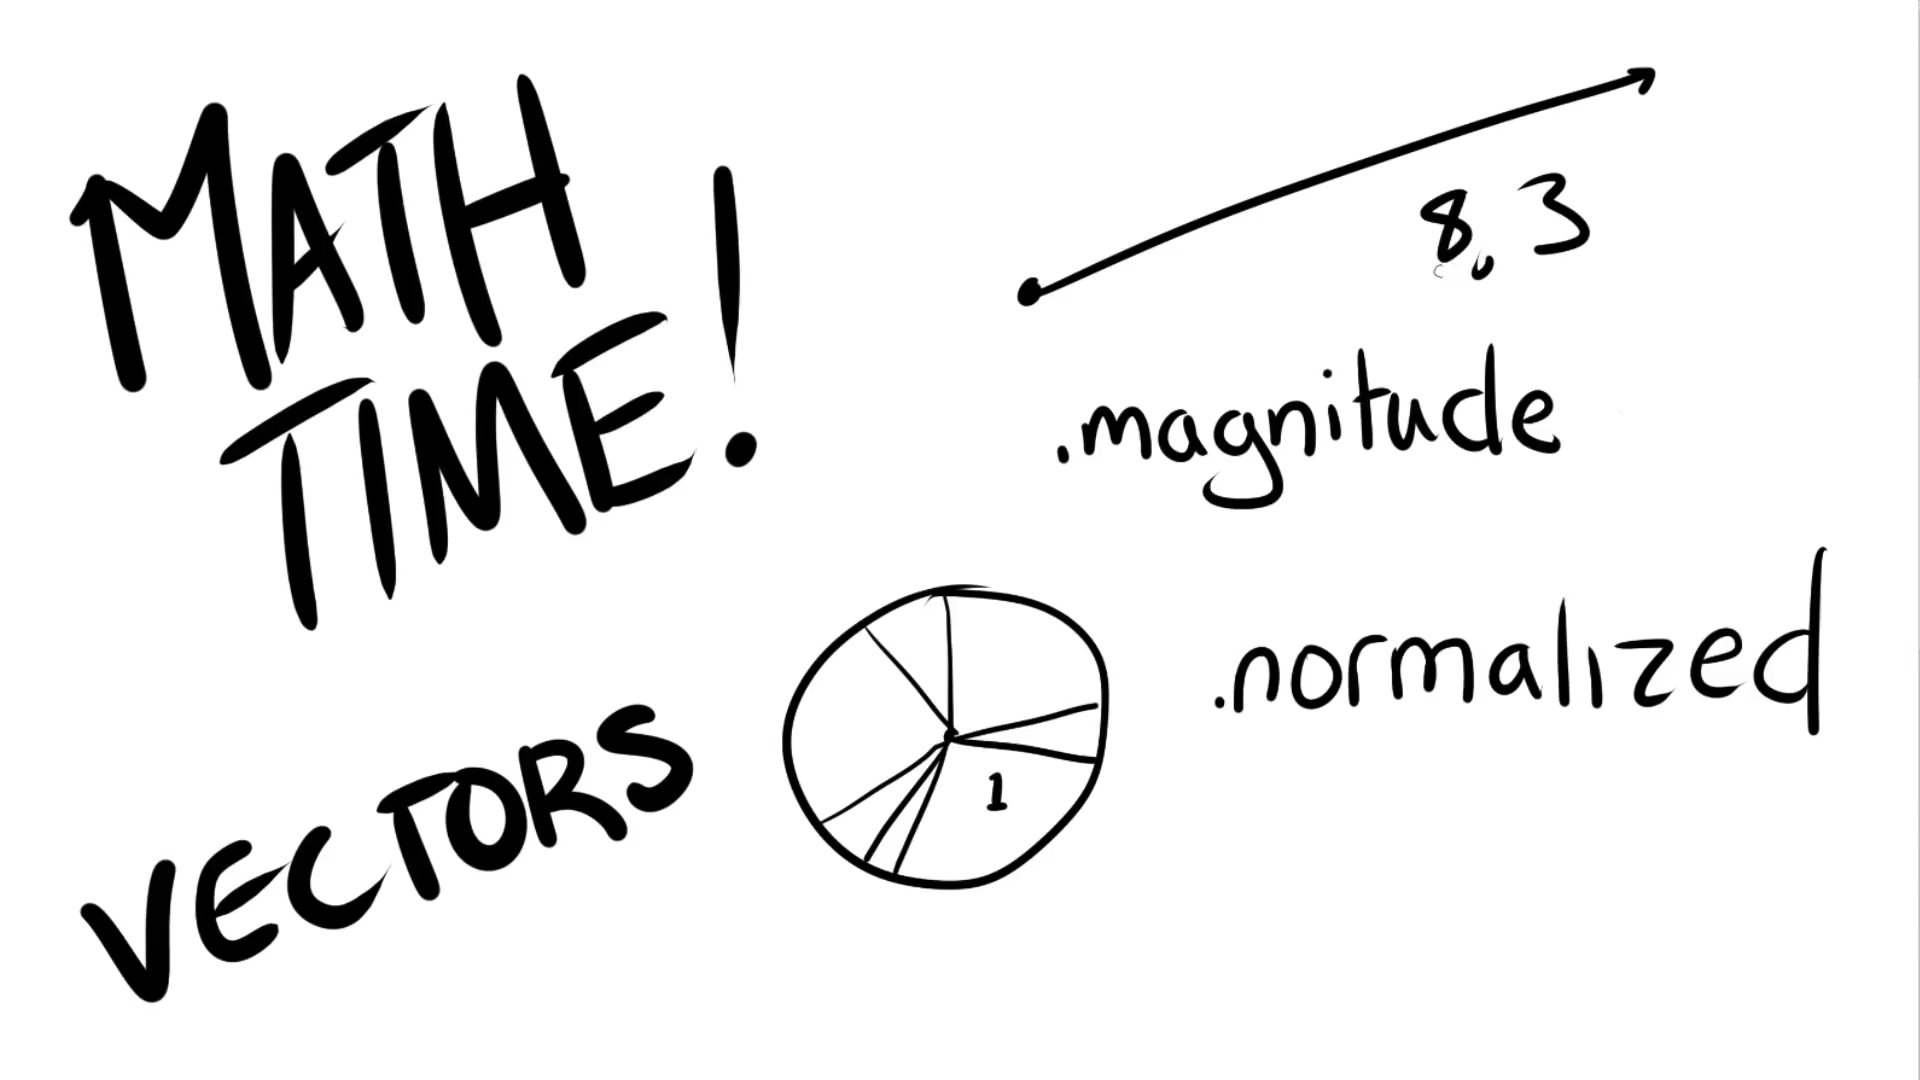 MATH
TIME!
8,3
.magnitude
.normalized
1
VECTORS